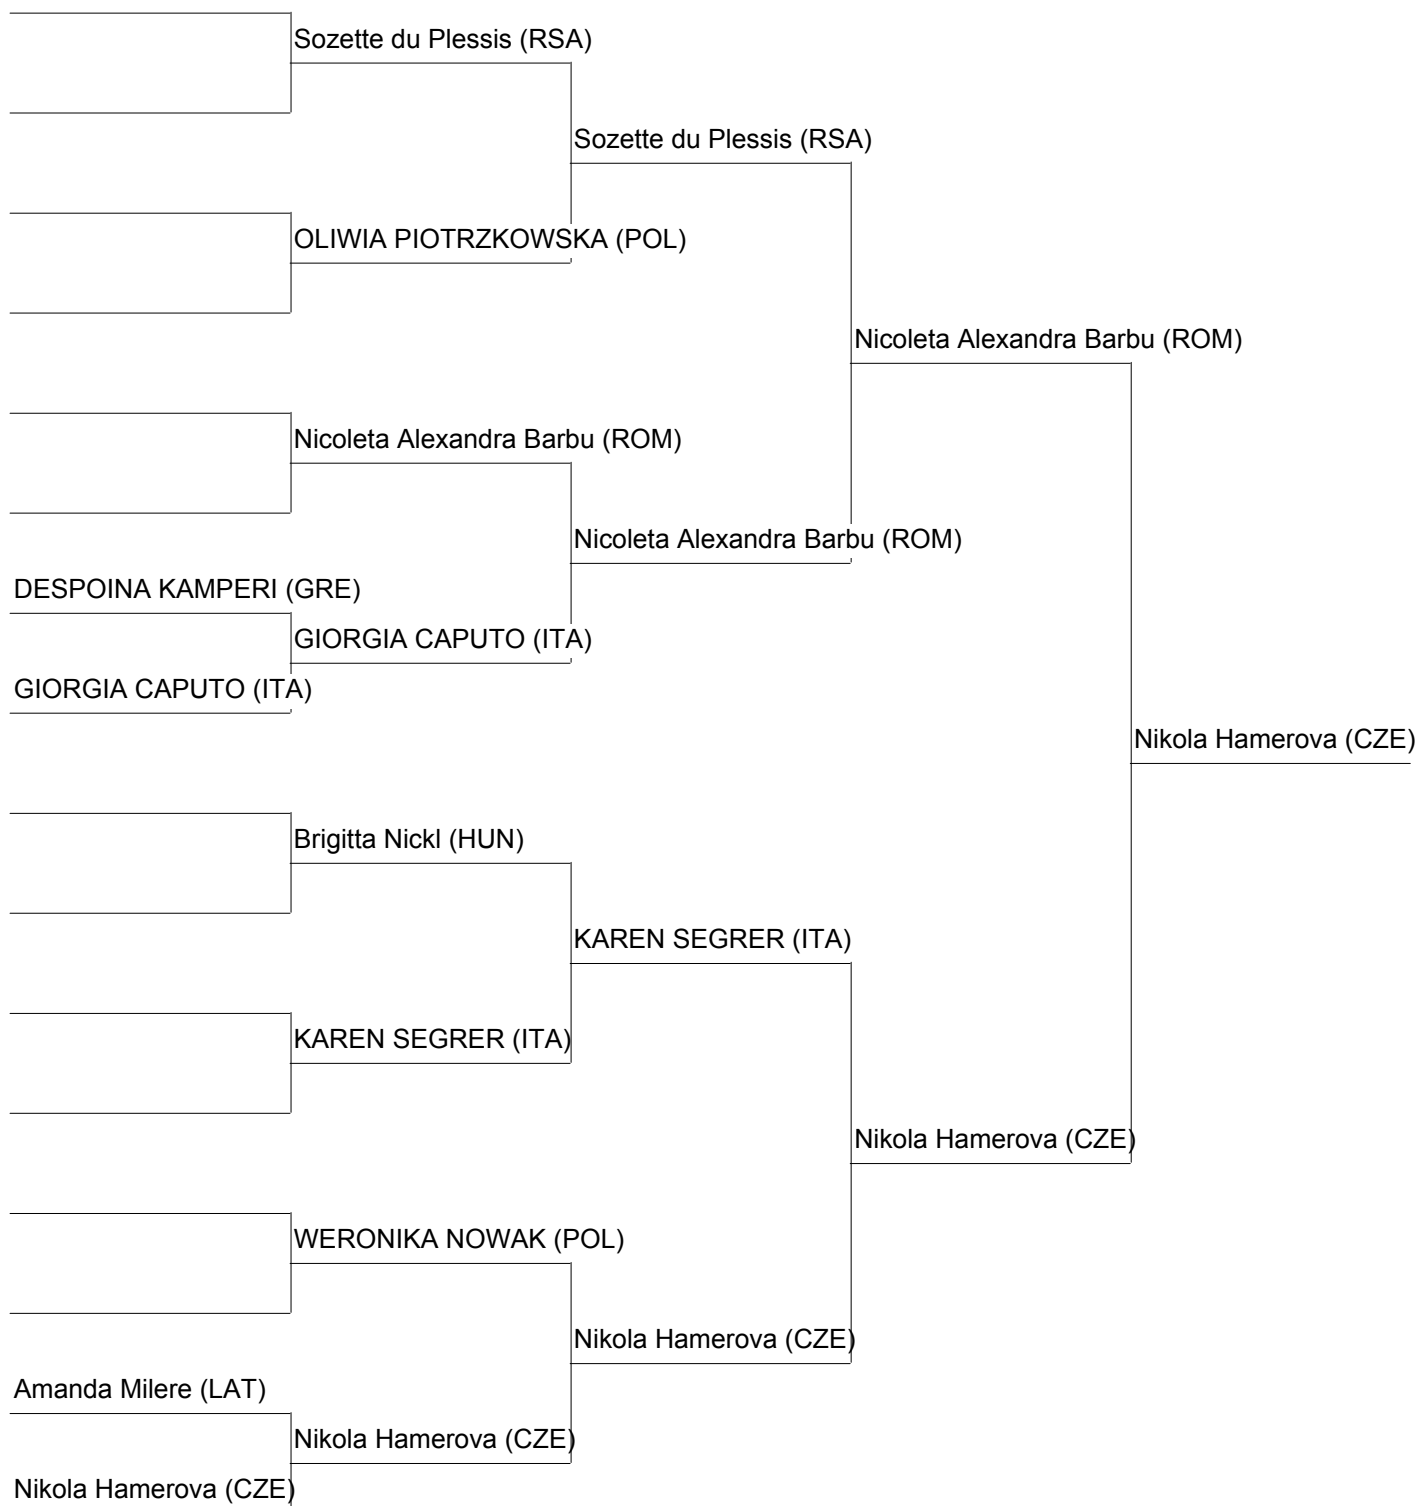 Sozette du Plessis (RSA)
Sozette du Plessis (RSA)
OLIWIA PIOTRZKOWSKA (POL)
Nicoleta Alexandra Barbu (ROM)
Nicoleta Alexandra Barbu (ROM)
Nicoleta Alexandra Barbu (ROM)
DESPOINA KAMPERI (GRE)
GIORGIA CAPUTO (ITA)
GIORGIA CAPUTO (ITA)
Nikola Hamerova (CZE)
Brigitta Nickl (HUN)
KAREN SEGRER (ITA)
KAREN SEGRER (ITA)
Nikola Hamerova (CZE)
WERONIKA NOWAK (POL)
Nikola Hamerova (CZE)
Amanda Milere (LAT)
Nikola Hamerova (CZE)
Nikola Hamerova (CZE)